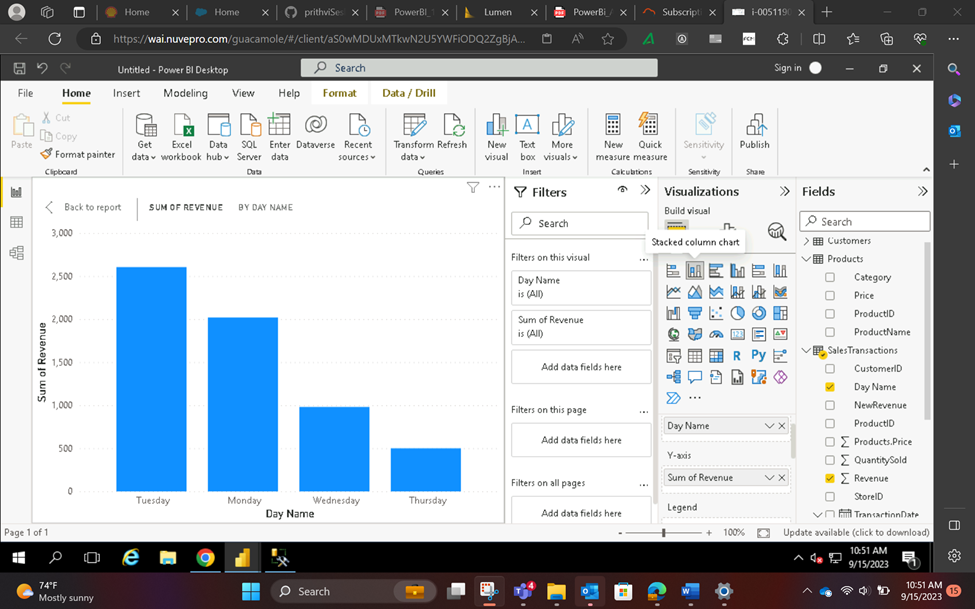 Home
Home
prithviSes
PowerBI_1
Lumen
PowerBi_/
Subscript
i-0051190
https://wai.nuvepro.com/guacamole/#/client/aS0wMDUxMTkwN2U5YWFiODQ2ZgBjA...
Untitled - Power BI Desktop
Search
Sign in
File Home Insert Modeling View Help Format Data / Drill
Paste
Cut
Copy
Format painter
Get data
Excel workbook
Data hub
SQL Server
Enter data
Dataverse
Recent sources
Transform data
Refresh
New visual
Text box
More visuals
New measure
Quick measure
Sensitivity
Publish
Clipboard Data Queries Insert Calculations Sensitivity Share
Back to report
SUM OF REVENUE
BY DAY NAME
3,000
2,500
2,000
1,500
1,000
500
0
Sum of Revenue
Tuesday Monday Wednesday Thursday
Day Name
Filters
Search
Filters on this visual ...
Day Name
is (All)
Sum of Revenue
is (All)
Add data fields here
Filters on this page ...
Add data fields here
Filters on all pages ...
Add data fields here
Visualizations
Build visual
Stacked column chart
R
Py
123
...
Day Name
Y-axis
Sum of Revenue
Legend
Fields
Search
Customers
Products
Category
Price
ProductID
ProductName
SalesTransactions
CustomerID
Day Name
NewRevenue
ProductID
∑ Products.Price
∑ QuantitySold
∑ Revenue
StoreID
TransactionDate
Page 1 of 1
- + 100%
Update available (click to download)
10:51 AM
9/15/2023
1
74°F
Mostly sunny
Search
4
10:51 AM
9/15/2023
15